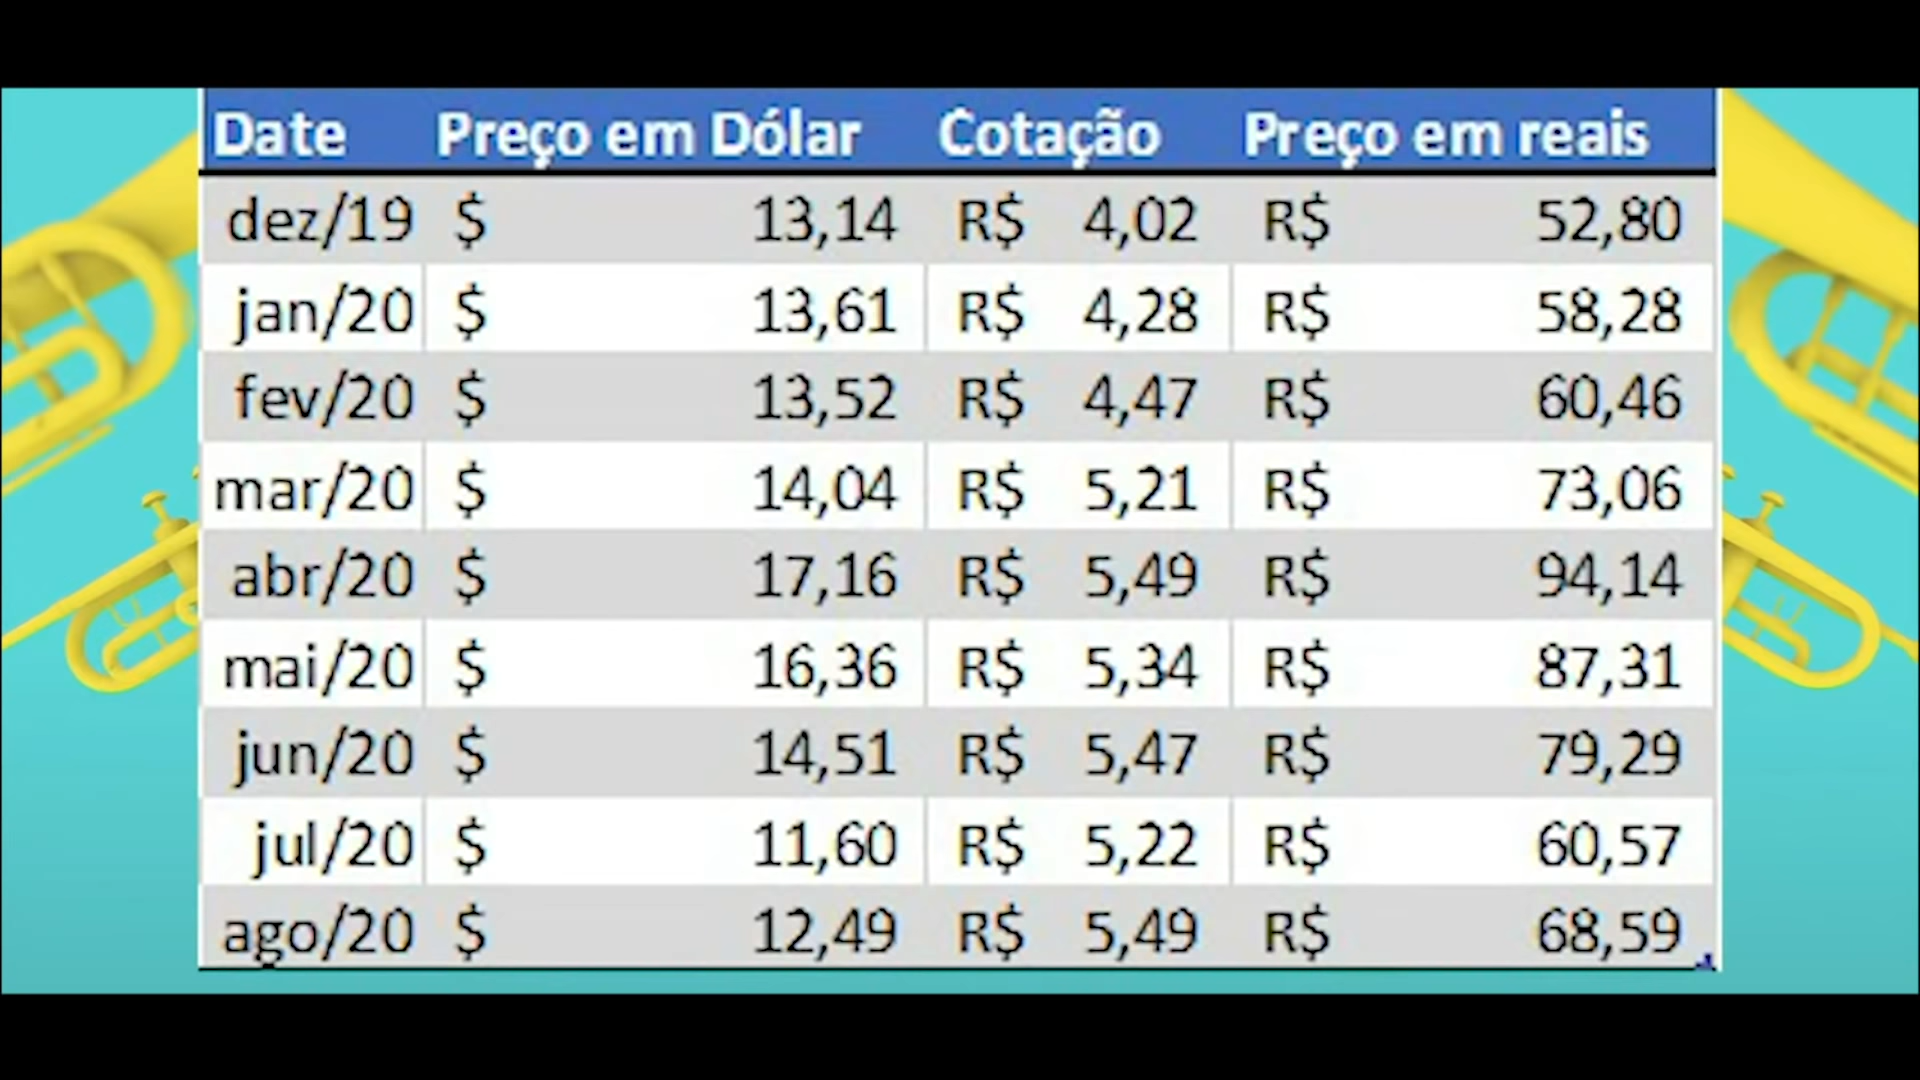 Date Preço em Dólar Cotação Preço em reais
dez/19 $ 13,14 R$ 4,02 R$ 52,80
jan/20 $ 13,61 R$ 4,28 R$ 58,28
fev/20 $ 13,52 R$ 4,47 R$ 60,46
mar/20 $ 14,04 R$ 5,21 R$ 73,06
abr/20 $ 17,16 R$ 5,49 R$ 94,14
mai/20 $ 16,36 R$ 5,34 R$ 87,31
jun/20 $ 14,51 R$ 5,47 R$ 79,29
jul/20 $ 11,60 R$ 5,22 R$ 60,57
ago/20 $ 12,49 R$ 5,49 R$ 68,59